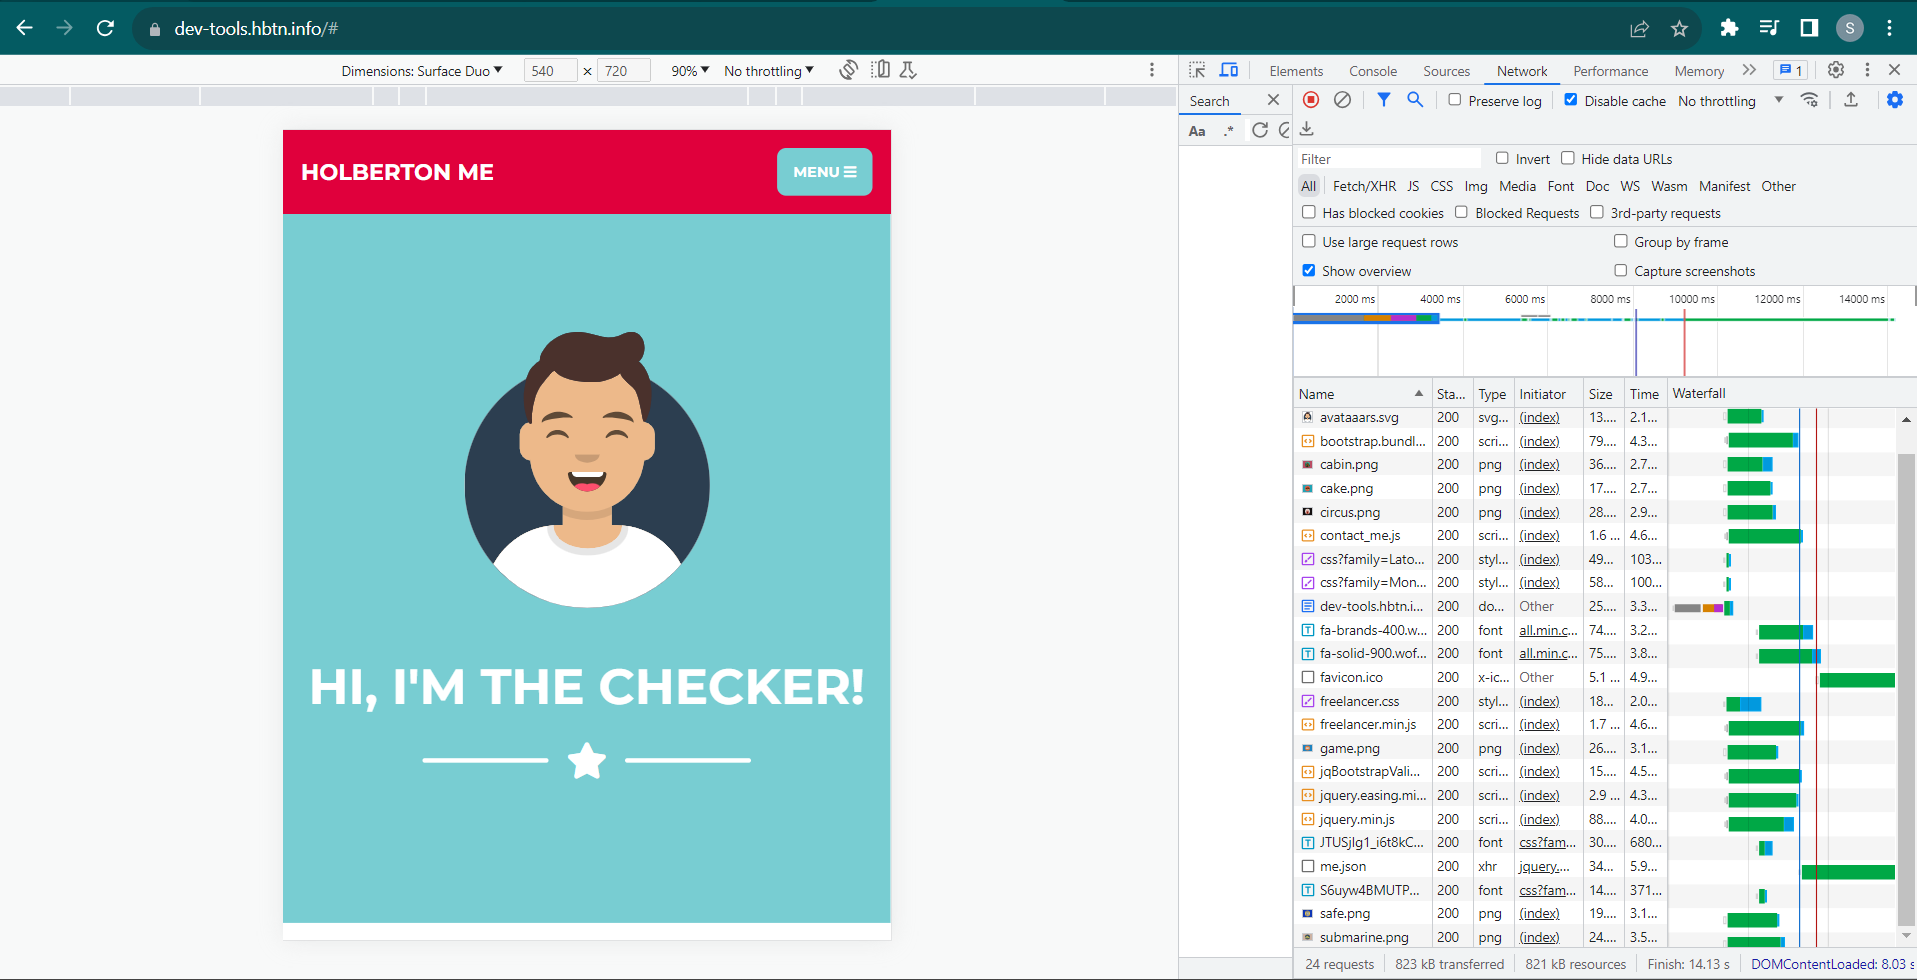 dev-tools.hbtn.info/#
S
Dimensions: Surface Duo
540 × 720
90%
No throttling
Elements Console Sources Network Performance Memory
1
Search
Preserve log Disable cache No throttling
Aa .*
Filter Invert Hide data URLs
All Fetch/XHR JS CSS Img Media Font Doc WS Wasm Manifest Other
Has blocked cookies Blocked Requests 3rd-party requests
Use large request rows Group by frame
Show overview Capture screenshots
2000 ms 4000 ms 6000 ms 8000 ms 10000 ms 12000 ms 14000 ms
Name Sta... Type Initiator Size Time Waterfall
avataaars.svg 200 svg... (index) 13.... 2.1...
bootstrap.bundl... 200 scri... (index) 79.... 4.3...
cabin.png 200 png (index) 36.... 2.7...
cake.png 200 png (index) 17.... 2.7...
circus.png 200 png (index) 28.... 2.9...
contact_me.js 200 scri... (index) 1.6 ... 4.6...
css?family=Lato... 200 styl... (index) 49... 103...
css?family=Mon... 200 styl... (index) 58... 100...
dev-tools.hbtn.i... 200 do... Other 25.... 3.3...
fa-brands-400.w... 200 font all.min.c... 74.... 3.2...
fa-solid-900.wof... 200 font all.min.c... 75.... 3.8...
favicon.ico 200 x-ic... Other 5.1 ... 4.9...
freelancer.css 200 styl... (index) 18... 2.0...
freelancer.min.js 200 scri... (index) 1.7 ... 4.6...
game.png 200 png (index) 26.... 3.1...
jqBootstrapVali... 200 scri... (index) 15.... 4.5...
jquery.easing.mi... 200 scri... (index) 2.9 ... 4.3...
jquery.min.js 200 scri... (index) 88.... 4.0...
JTUSjIg1_i6t8kC... 200 font css?fam... 30.... 680...
me.json 200 xhr jquery.... 34... 5.9...
S6uyw4BMUTP... 200 font css?fam... 14.... 371...
safe.png 200 png (index) 19.... 3.1...
submarine.png 200 png (index) 24.... 3.5...
24 requests 823 kB transferred 821 kB resources Finish: 14.13 s DOMContentLoaded: 8.03 s
HOLBERTON ME
MENU
HI, I'M THE CHECKER!